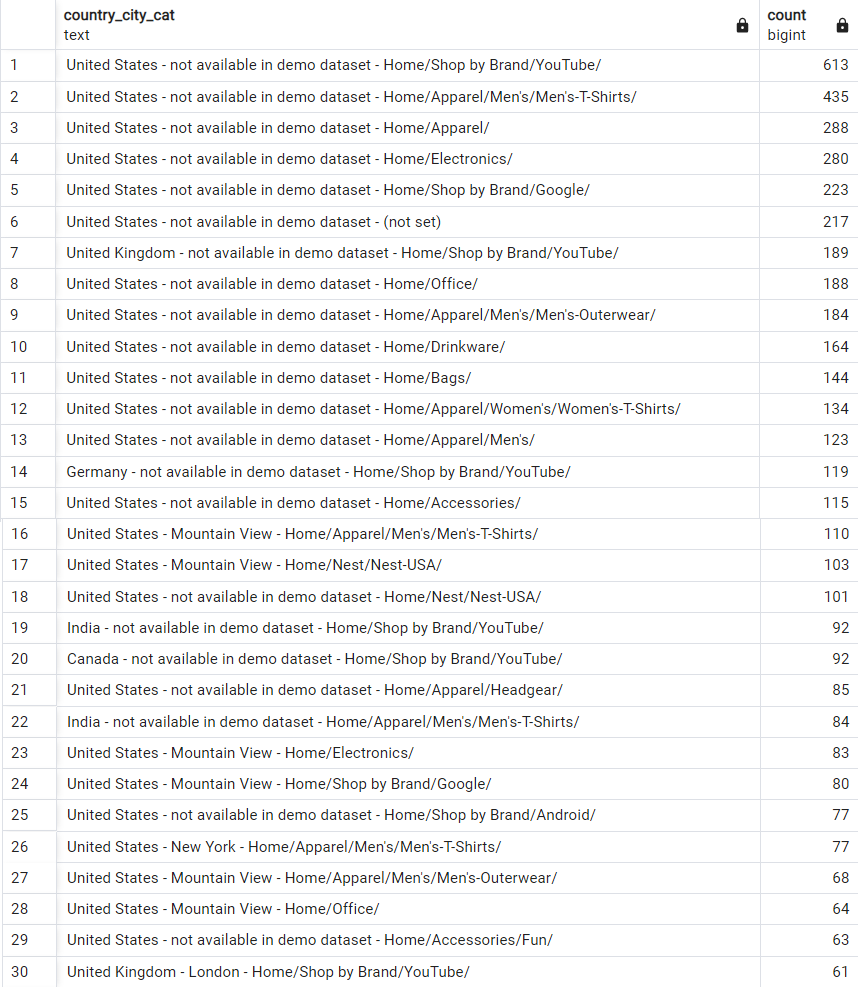 country_city_cat count
text bigint
1 United States - not available in demo dataset - Home/Shop by Brand/YouTube/ 613
2 United States - not available in demo dataset - Home/Apparel/Men's/Men's-T-Shirts/ 435
3 United States - not available in demo dataset - Home/Apparel/ 288
4 United States - not available in demo dataset - Home/Electronics/ 280
5 United States - not available in demo dataset - Home/Shop by Brand/Google/ 223
6 United States - not available in demo dataset - (not set) 217
7 United Kingdom - not available in demo dataset - Home/Shop by Brand/YouTube/ 189
8 United States - not available in demo dataset - Home/Office/ 188
9 United States - not available in demo dataset - Home/Apparel/Men's/Men's-Outerwear/ 184
10 United States - not available in demo dataset - Home/Drinkware/ 164
11 United States - not available in demo dataset - Home/Bags/ 144
12 United States - not available in demo dataset - Home/Apparel/Women's/Women's-T-Shirts/ 134
13 United States - not available in demo dataset - Home/Apparel/Men's/ 123
14 Germany - not available in demo dataset - Home/Shop by Brand/YouTube/ 119
15 United States - not available in demo dataset - Home/Accessories/ 115
16 United States - Mountain View - Home/Apparel/Men's/Men's-T-Shirts/ 110
17 United States - Mountain View - Home/Nest/Nest-USA/ 103
18 United States - not available in demo dataset - Home/Nest/Nest-USA/ 101
19 India - not available in demo dataset - Home/Shop by Brand/YouTube/ 92
20 Canada - not available in demo dataset - Home/Shop by Brand/YouTube/ 92
21 United States - not available in demo dataset - Home/Apparel/Headgear/ 85
22 India - not available in demo dataset - Home/Apparel/Men's/Men's-T-Shirts/ 84
23 United States - Mountain View - Home/Electronics/ 83
24 United States - Mountain View - Home/Shop by Brand/Google/ 80
25 United States - not available in demo dataset - Home/Shop by Brand/Android/ 77
26 United States - New York - Home/Apparel/Men's/Men's-T-Shirts/ 77
27 United States - Mountain View - Home/Apparel/Men's/Men's-Outerwear/ 68
28 United States - Mountain View - Home/Office/ 64
29 United States - not available in demo dataset - Home/Accessories/Fun/ 63
30 United Kingdom - London - Home/Shop by Brand/YouTube/ 61